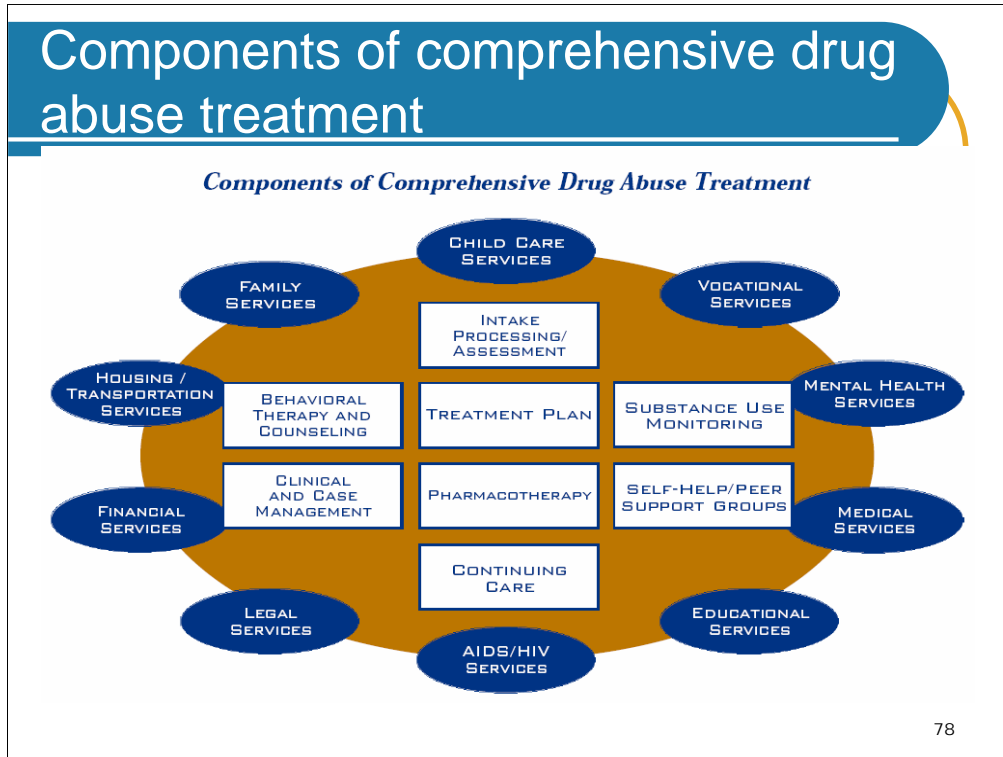 Components of comprehensive drug
abuse treatment
Components of Comprehensive Drug Abuse Treatment
CHILD CARE
SERVICES
FAMILY
SERVICES
VOCATIONAL
SERVICES
INTAKE
PROCESSING/
ASSESSMENT
HOUSING /
TRANSPORTATION
SERVICES
BEHAVIORAL
THERAPY AND
COUNSELING
TREATMENT PLAN
SUBSTANCE USE
MONITORING
MENTAL HEALTH
SERVICES
FINANCIAL
SERVICES
CLINICAL
AND CASE
MANAGEMENT
PHARMACOTHERAPY
SELF-HELP/PEER
SUPPORT GROUPS
MEDICAL
SERVICES
CONTINUING
CARE
LEGAL
SERVICES
AIDS/HIV
SERVICES
EDUCATIONAL
SERVICES
78